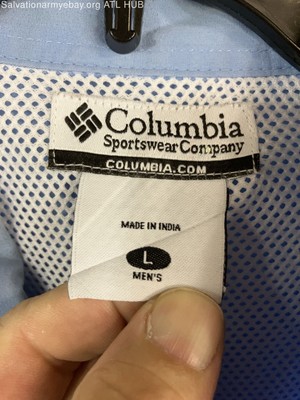 Salvationarmyebay.org ATL HUB
Columbia
Sportswear Company
COLUMBIA.COM
MADE IN INDIA
L
MEN'S